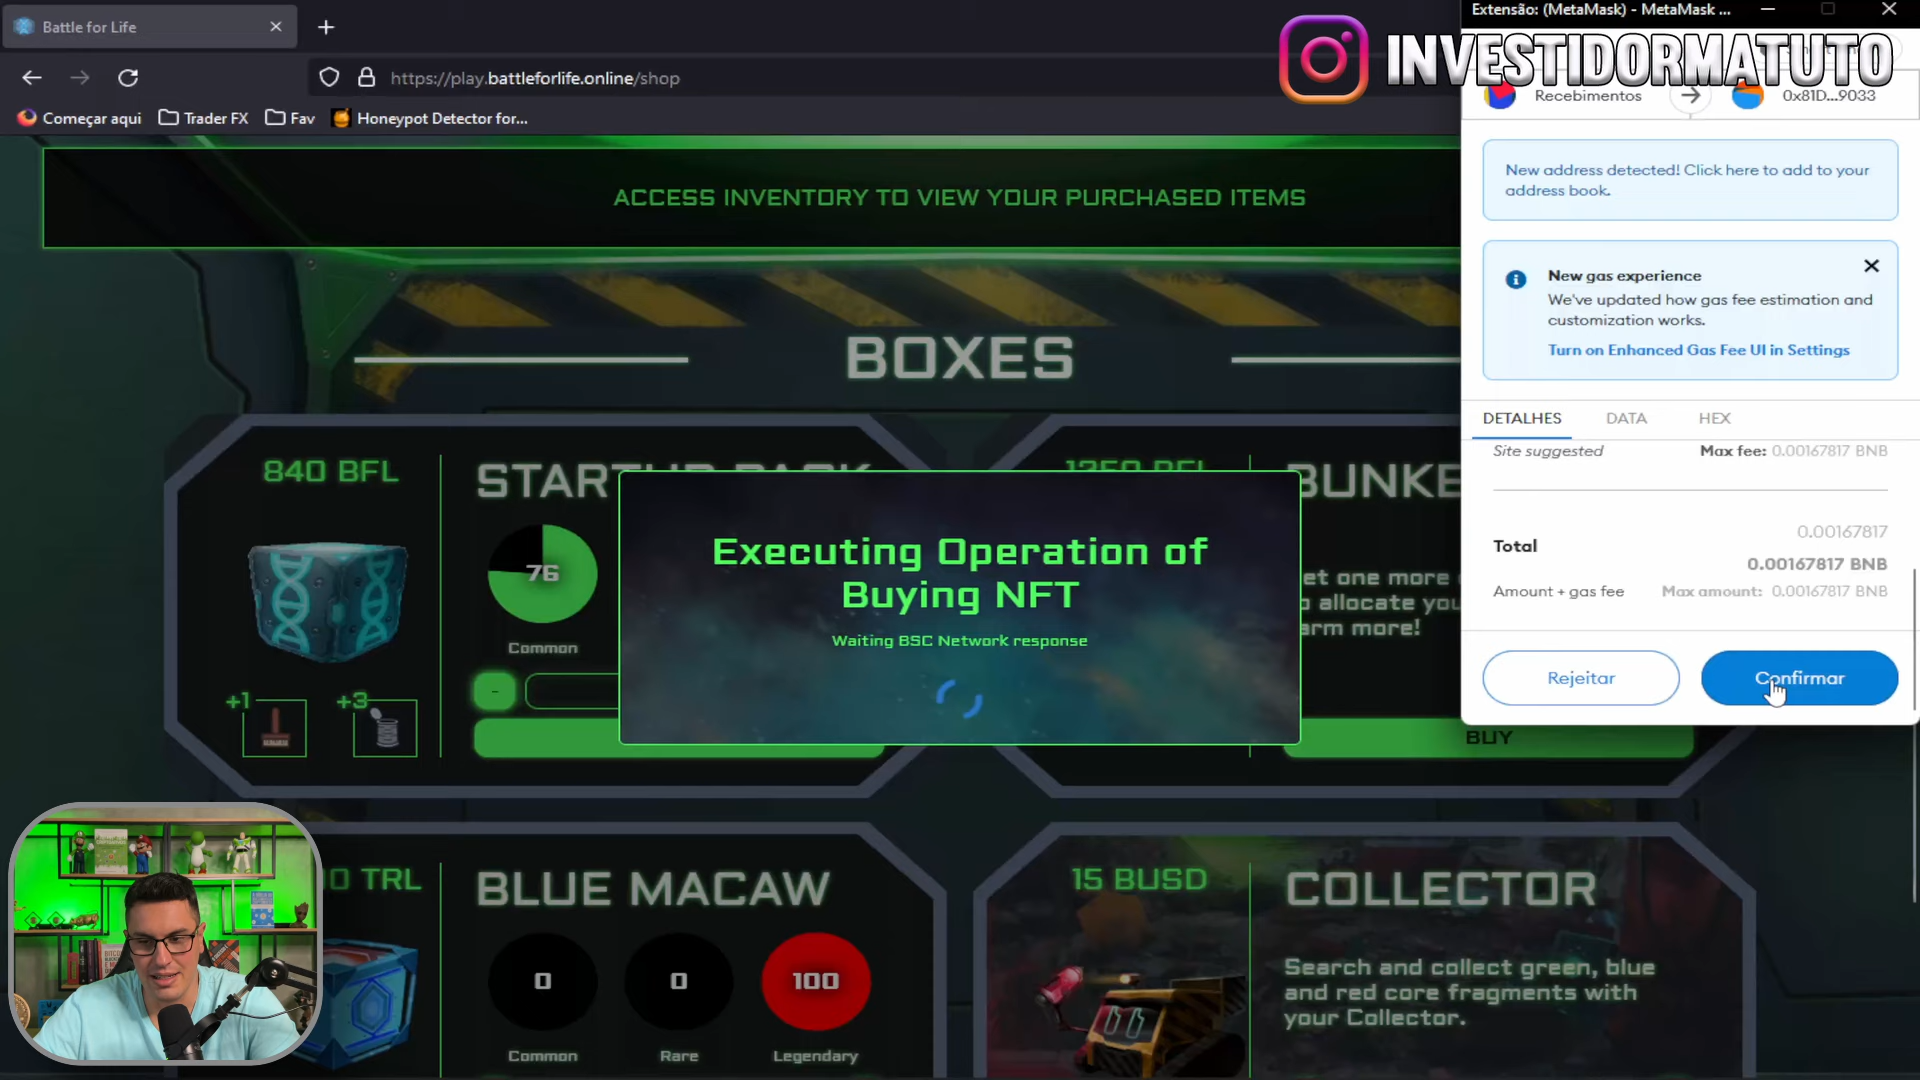 Battle for Life
Extensão: (MetaMask) - MetaMask ...
INVESTIDORMATUTO
https://play.battleforlife.online/shop
Recebimentos
0x81D...9033
Começar aqui
Trader FX
Fav
Honeypot Detector for...
New address detected! Click here to add to your
address book.
ACCESS INVENTORY TO VIEW YOUR PURCHASED ITEMS
New gas experience
We've updated how gas fee estimation and
customization works.
Turn on Enhanced Gas Fee UI in Settings
BOXES
DETALHES
DATA
HEX
Site suggested
Max fee: 0.00167817 BNB
840 BFL
1350 BFL
STARTUP PACK
BUNKE
76
Common
Executing Operation of
Buying NFT
Waiting BSC Network response
et one more
o allocate you
arm more!
0.00167817
Total
0.00167817 BNB
Amount + gas fee
Max amount: 0.00167817 BNB
Rejeitar
Confirmar
-
+1
+3
BUY
0 TRL
BLUE MACAW
15 BUSD
COLLECTOR
0
0
100
Common
Rare
Legendary
Search and collect green, blue
and red core fragments with
your Collector.